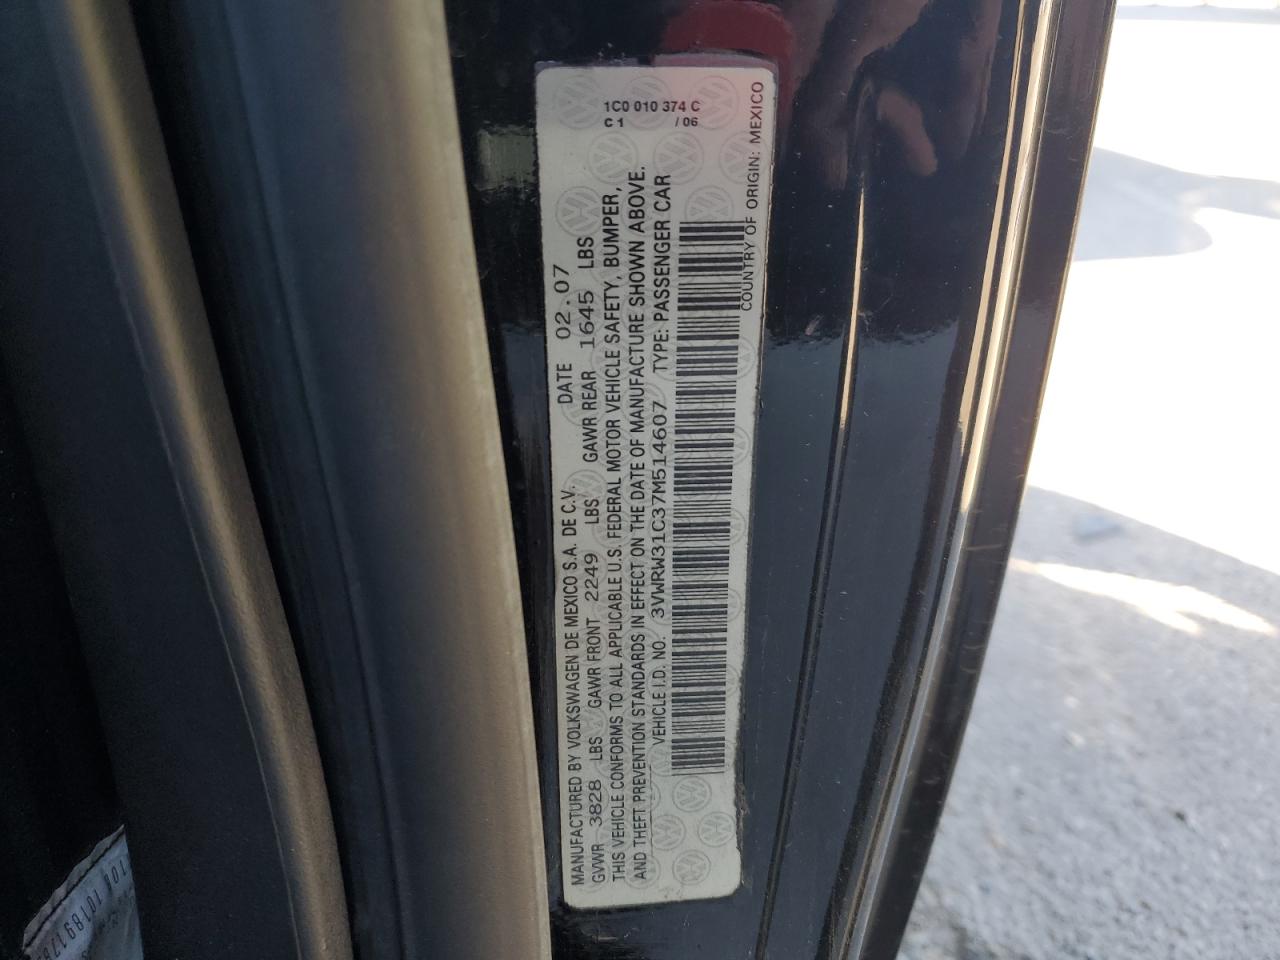 1C0 010 374 C
C 1 / 06
MANUFACTURED BY VOLKSWAGEN DE MEXICO S.A. DE C.V. DATE 02.07
GVWR 3828 LBS GAWR FRONT 2249 LBS GAWR REAR 1645 LBS
THIS VEHICLE CONFORMS TO ALL APPLICABLE U.S. FEDERAL MOTOR VEHICLE SAFETY, BUMPER,
AND THEFT PREVENTION STANDARDS IN EFFECT ON THE DATE OF MANUFACTURE SHOWN ABOVE.
VEHICLE I.D. NO. 3VWRW31C37M514607 TYPE: PASSENGER CAR
COUNTRY OF ORIGIN: MEXICO